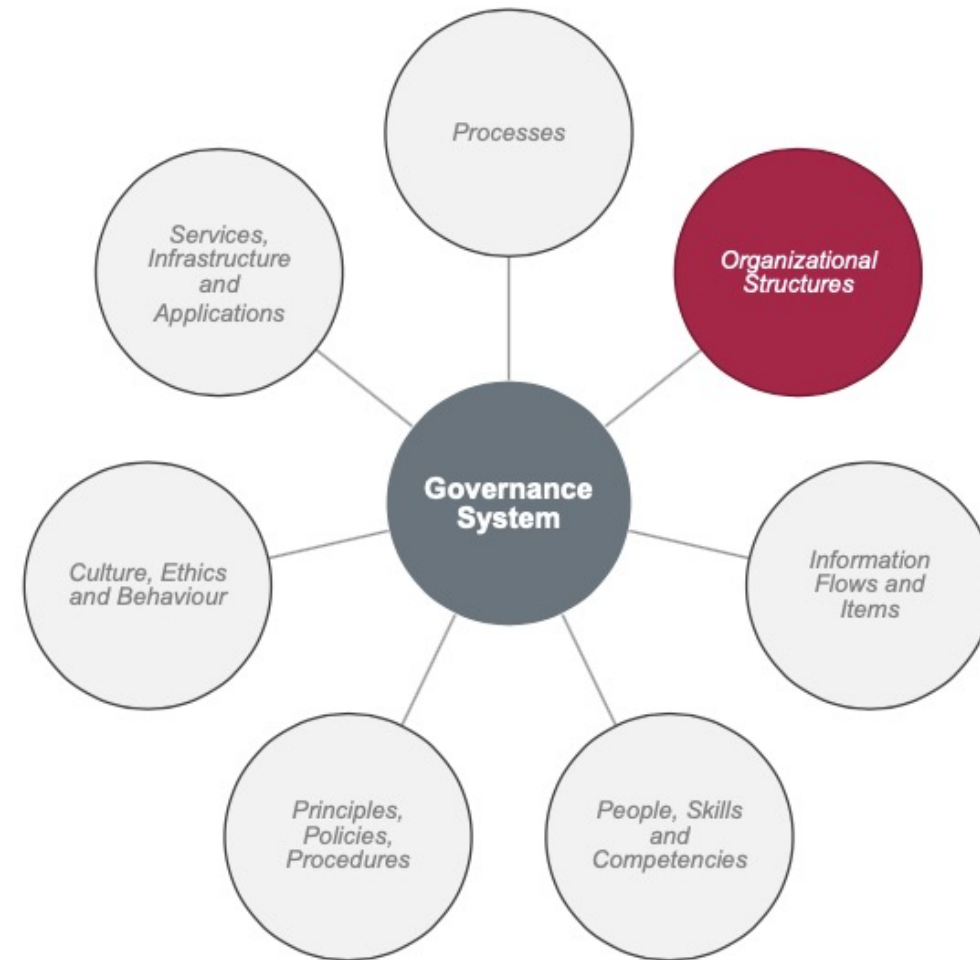 Processes
Organizational
Structures
Services,
Infrastructure
and
Applications
Governance
System
Information
Flows and
Items
Culture, Ethics
and Behaviour
Principles,
Policies,
Procedures
People, Skills
and
Competencies